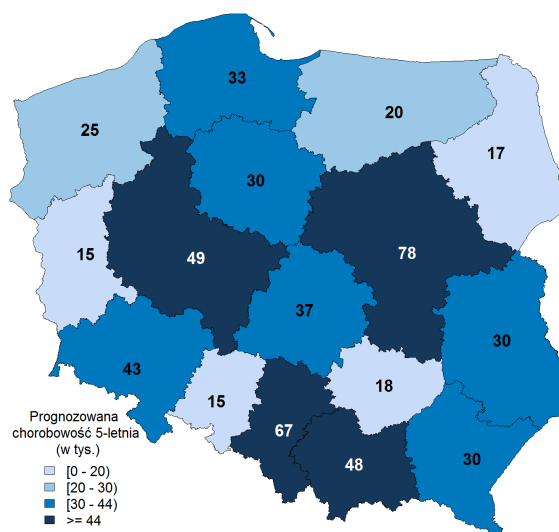 33
25
20
17
30
15
49
78
37
30
43
18
15
67
48
30
Prognozowana
chorobowość 5-letnia
(w tys.)
[0 - 20)
[20 - 30)
[30 - 44)
>= 44